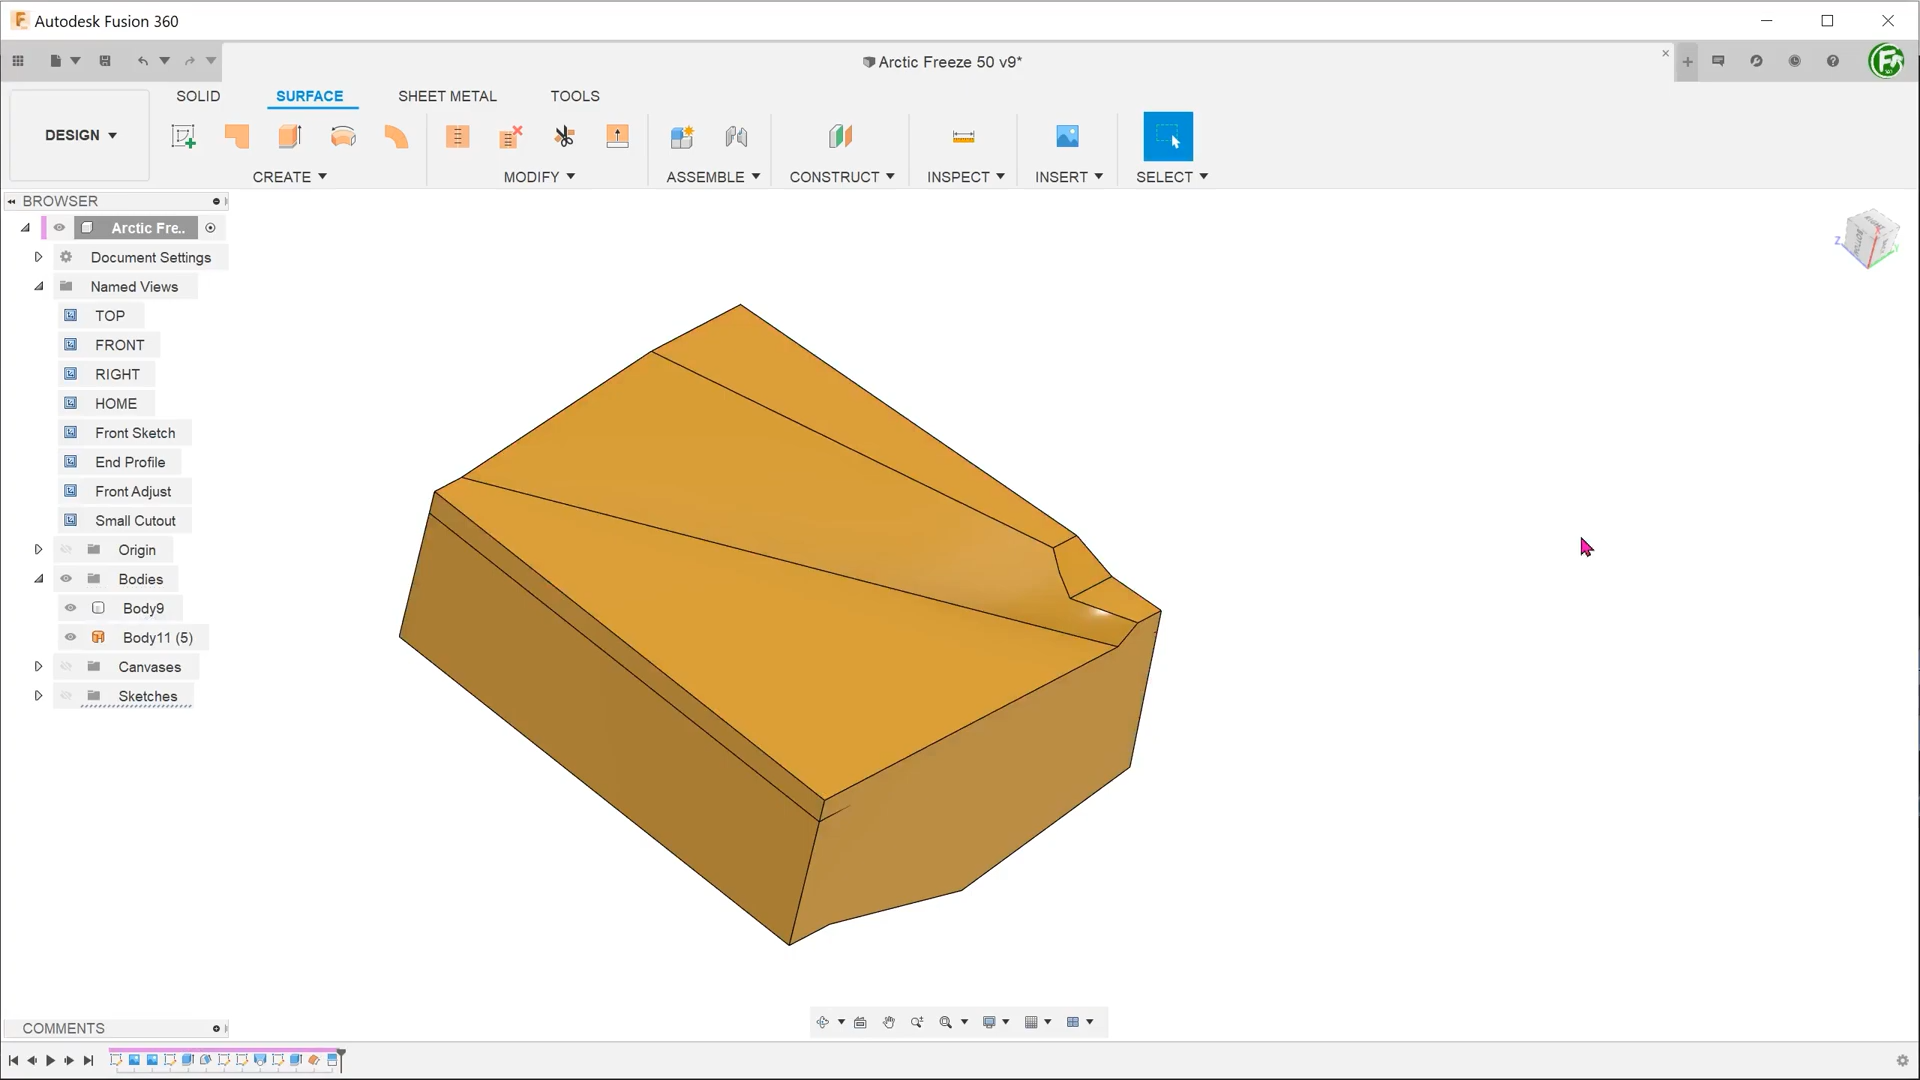 Autodesk Fusion 360
Arctic Freeze 50 v9*
SOLID SURFACE SHEET METAL TOOLS
DESIGN
CREATE MODIFY ASSEMBLE CONSTRUCT INSPECT INSERT SELECT
BROWSER
Arctic Fre..
Document Settings
Named Views
TOP
FRONT
RIGHT
HOME
Front Sketch
End Profile
Front Adjust
Small Cutout
Origin
Bodies
Body9
Body11 (5)
Canvases
Sketches
COMMENTS
Z
X
Y